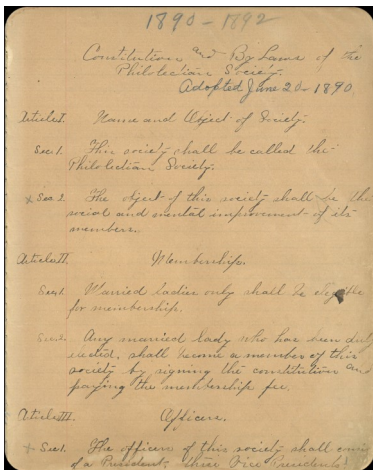 1890 - 1892
Constitution and By Laws of the
Philolectian Society.
Adopted June 20 - 1890
Article I. Name and Object of Society.
Sec 1. This society shall be called the
Philolectian Society.
x Sec 2 The object of this society shall be the
social and mental improvement of its
members.
Article II. Membership.
Sec 1. Married ladies only shall be eligible
for membership.
Sec 2. Any married lady who has been duly
elected, shall become a member of this
society by signing the constitution and
paying the membership fee.
Article III. Officers.
x Sec 1. The officers of this society shall
of a President, three Vice Presidents